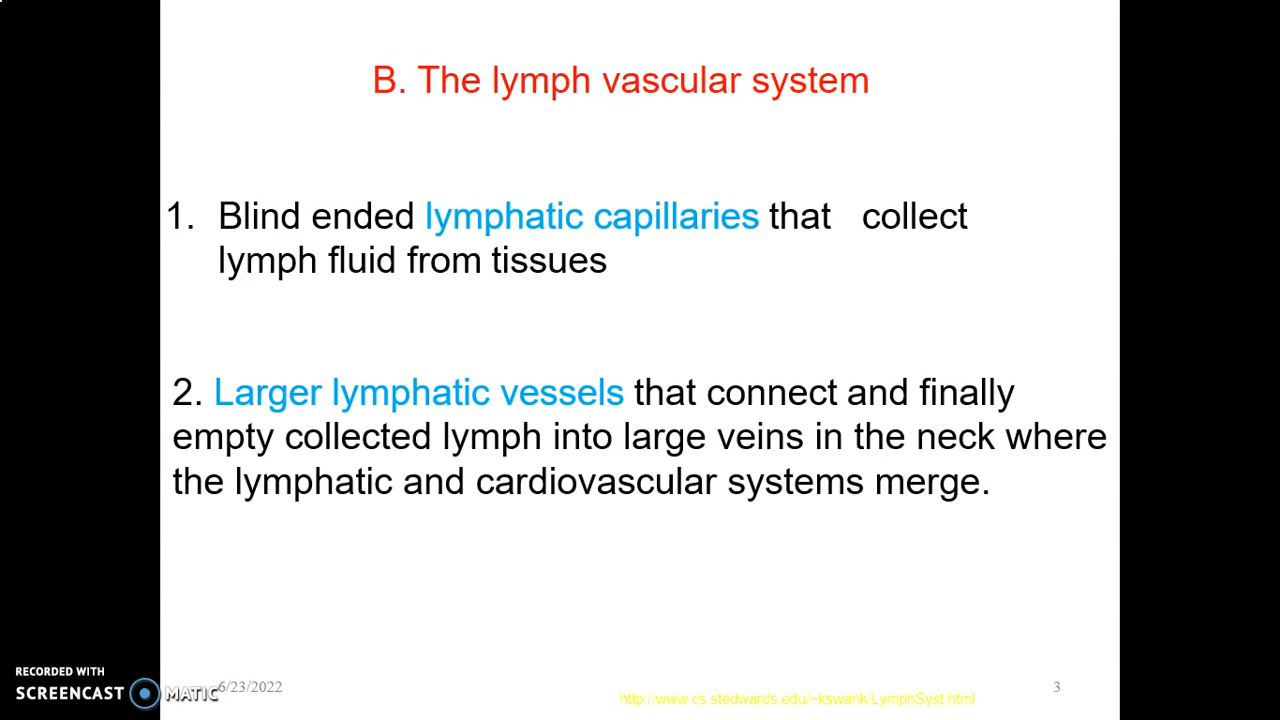 B. The lymph vascular system
1. Blind ended lymphatic capillaries that collect
lymph fluid from tissues
2. Larger lymphatic vessels that connect and finally
empty collected lymph into large veins in the neck where
the lymphatic and cardiovascular systems merge.
RECORDED WITH
SCREENCAST MATIC
6/23/2022
http://www.cs.stedwards.edu/~kswank/LymphSyst.html
3